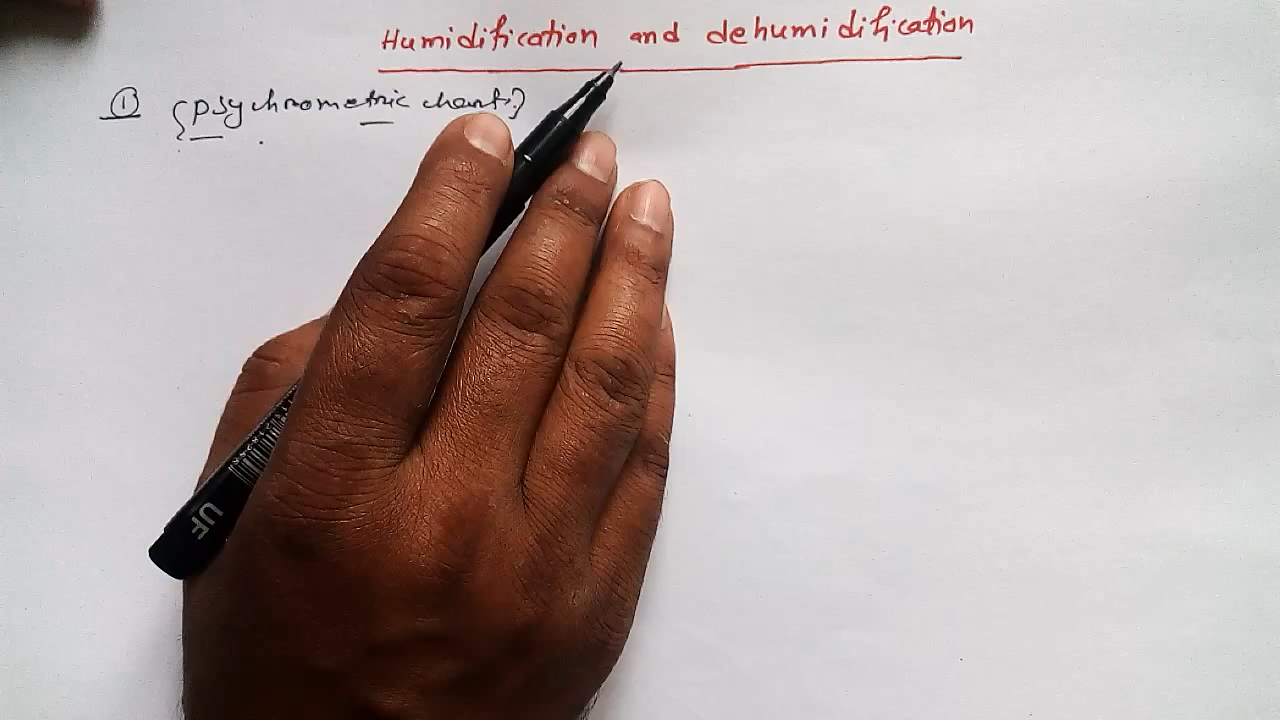 Humidification and dehumidification
① {Psychrometric chart}
UF